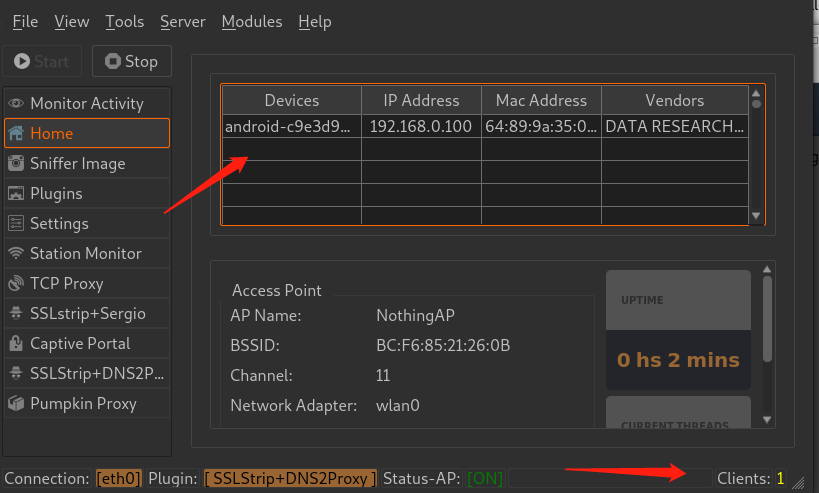 File View Tools Server Modules Help
Start Stop
Monitor Activity
Home
Sniffer Image
Plugins
Settings
Station Monitor
TCP Proxy
SSLstrip+Sergio
Captive Portal
SSLStrip+DNS2P...
Pumpkin Proxy
Devices IP Address Mac Address Vendors
android-c9e3d9... 192.168.0.100 64:89:9a:35:0... DATA RESEARCH...
Access Point
AP Name: NothingAP
BSSID: BC:F6:85:21:26:0B
Channel: 11
Network Adapter: wlan0
UPTIME
0 hs 2 mins
CURRENT THREADS
Connection: [eth0] Plugin: [ SSLStrip+DNS2Proxy ] Status-AP: [ON] Clients: 1